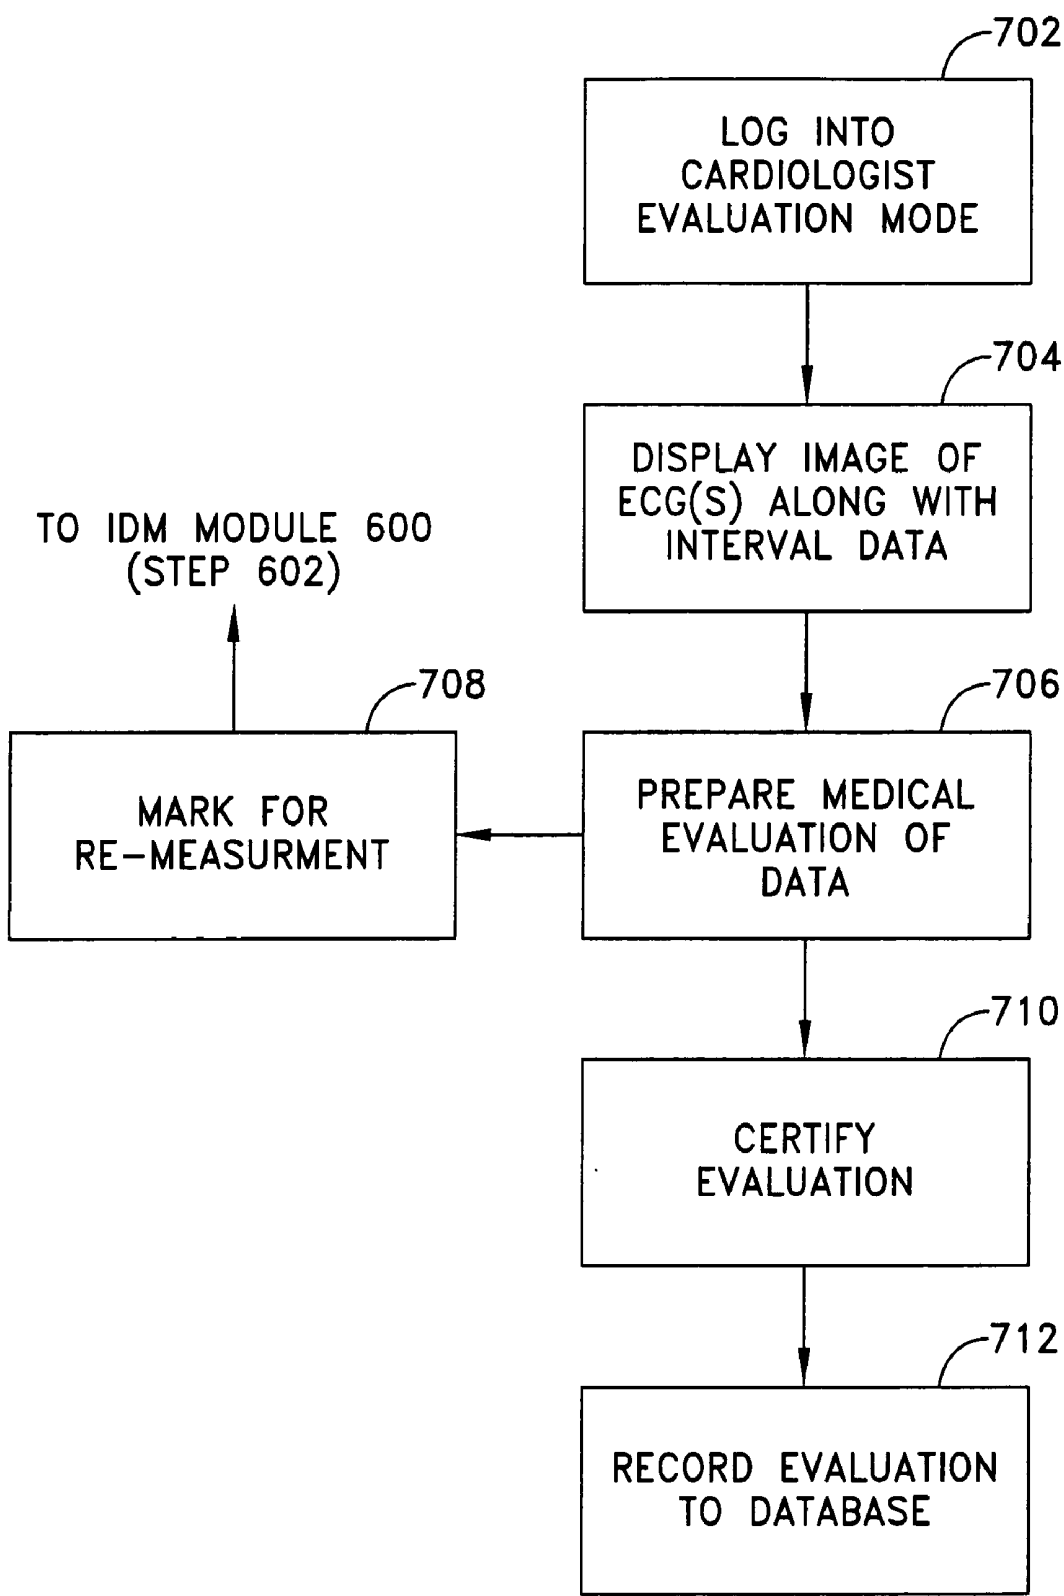 702
LOG INTO
CARDIOLOGIST
EVALUATION MODE
704
DISPLAY IMAGE OF
ECG(S) ALONG WITH
INTERVAL DATA
TO IDM MODULE 600
(STEP 602)
708
MARK FOR
RE-MEASURMENT
706
PREPARE MEDICAL
EVALUATION OF
DATA
710
CERTIFY
EVALUATION
712
RECORD EVALUATION
TO DATABASE